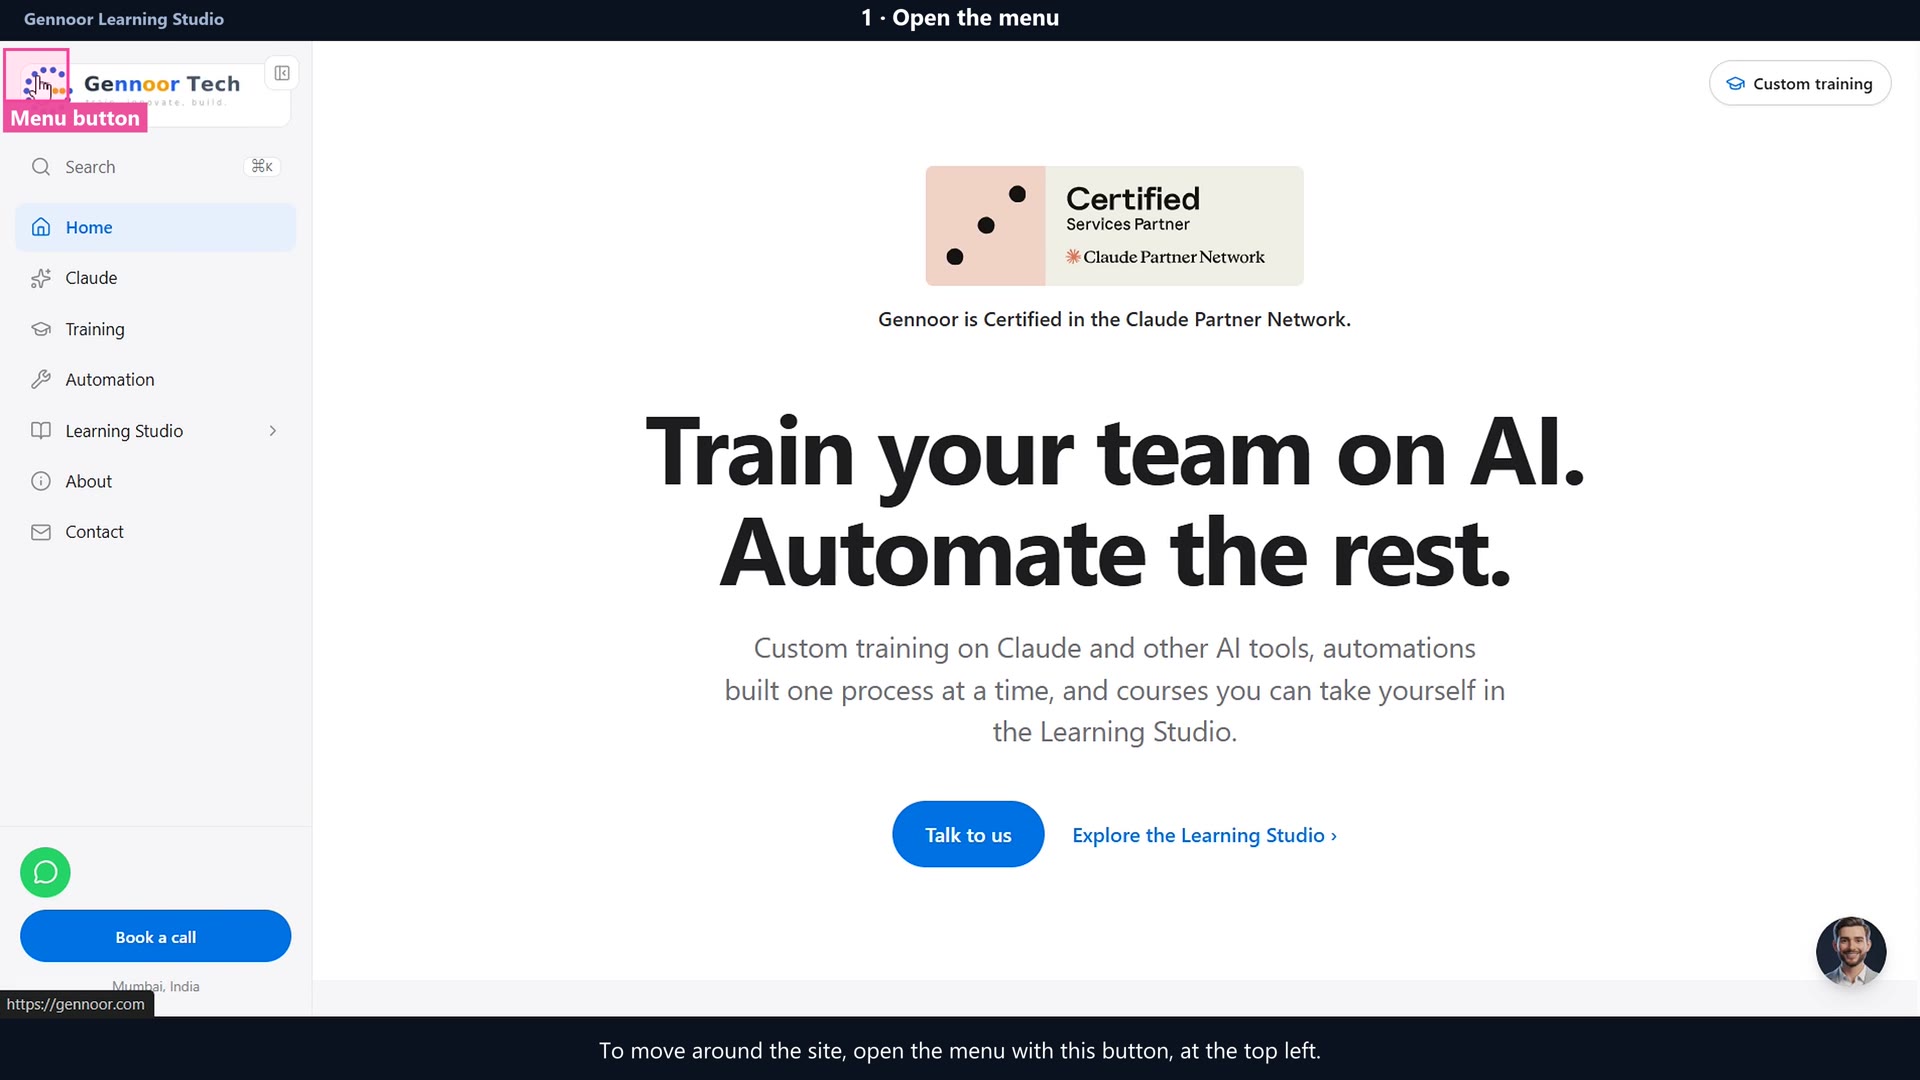 Gennoor Learning Studio
1 · Open the menu
Gennoor Tech
Menu button
Search ⌘K
Home
Claude
Training
Automation
Learning Studio
About
Contact
Book a call
Mumbai, India
https://gennoor.com
Custom training
Certified
Services Partner
Claude Partner Network
Gennoor is Certified in the Claude Partner Network.
Train your team on AI.
Automate the rest.
Custom training on Claude and other AI tools, automations
built one process at a time, and courses you can take yourself in
the Learning Studio.
Talk to us
Explore the Learning Studio ›
To move around the site, open the menu with this button, at the top left.